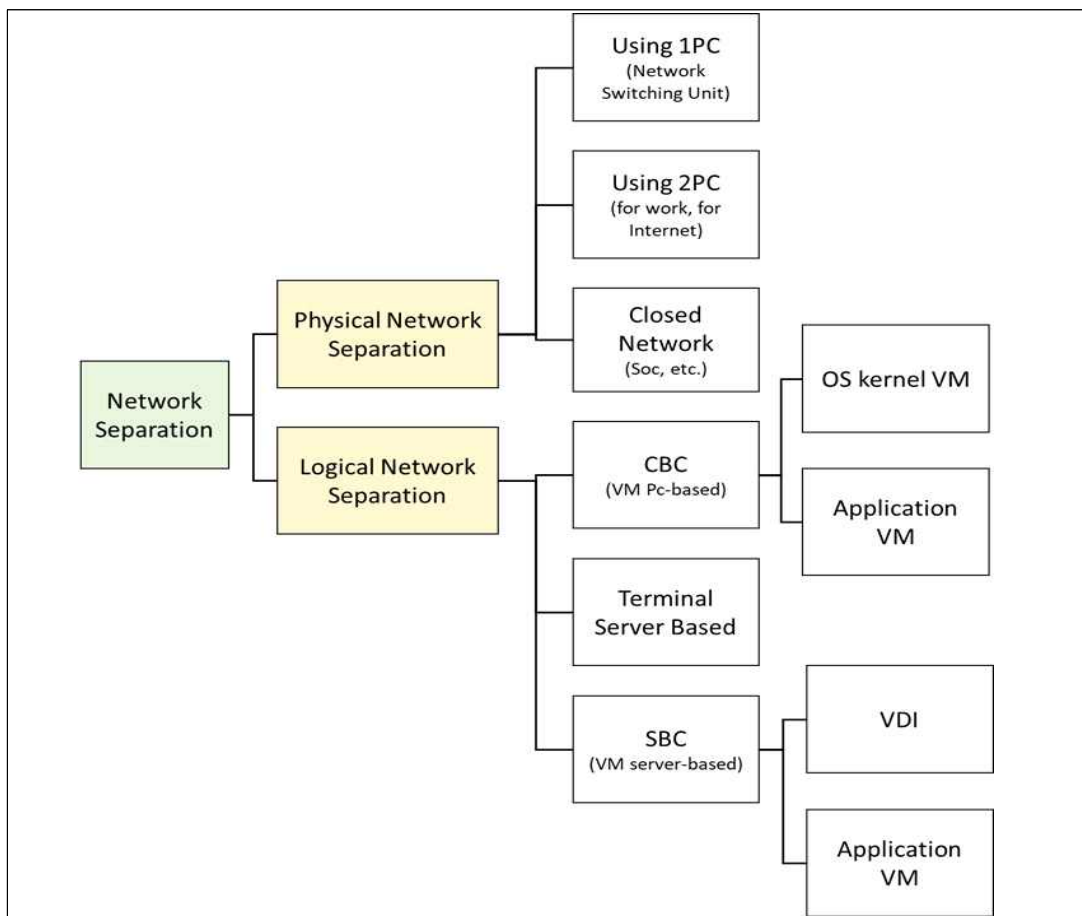 Using 1PC
(Network
Switching Unit)
Using 2PC
(for work, for
Internet)
Physical Network
Separation
Closed
Network
(Soc, etc.)
OS kernel VM
Network
Separation
Logical Network
Separation
CBC
(VM Pc-based)
Application
VM
Terminal
Server Based
SBC
(VM server-based)
VDI
Application
VM